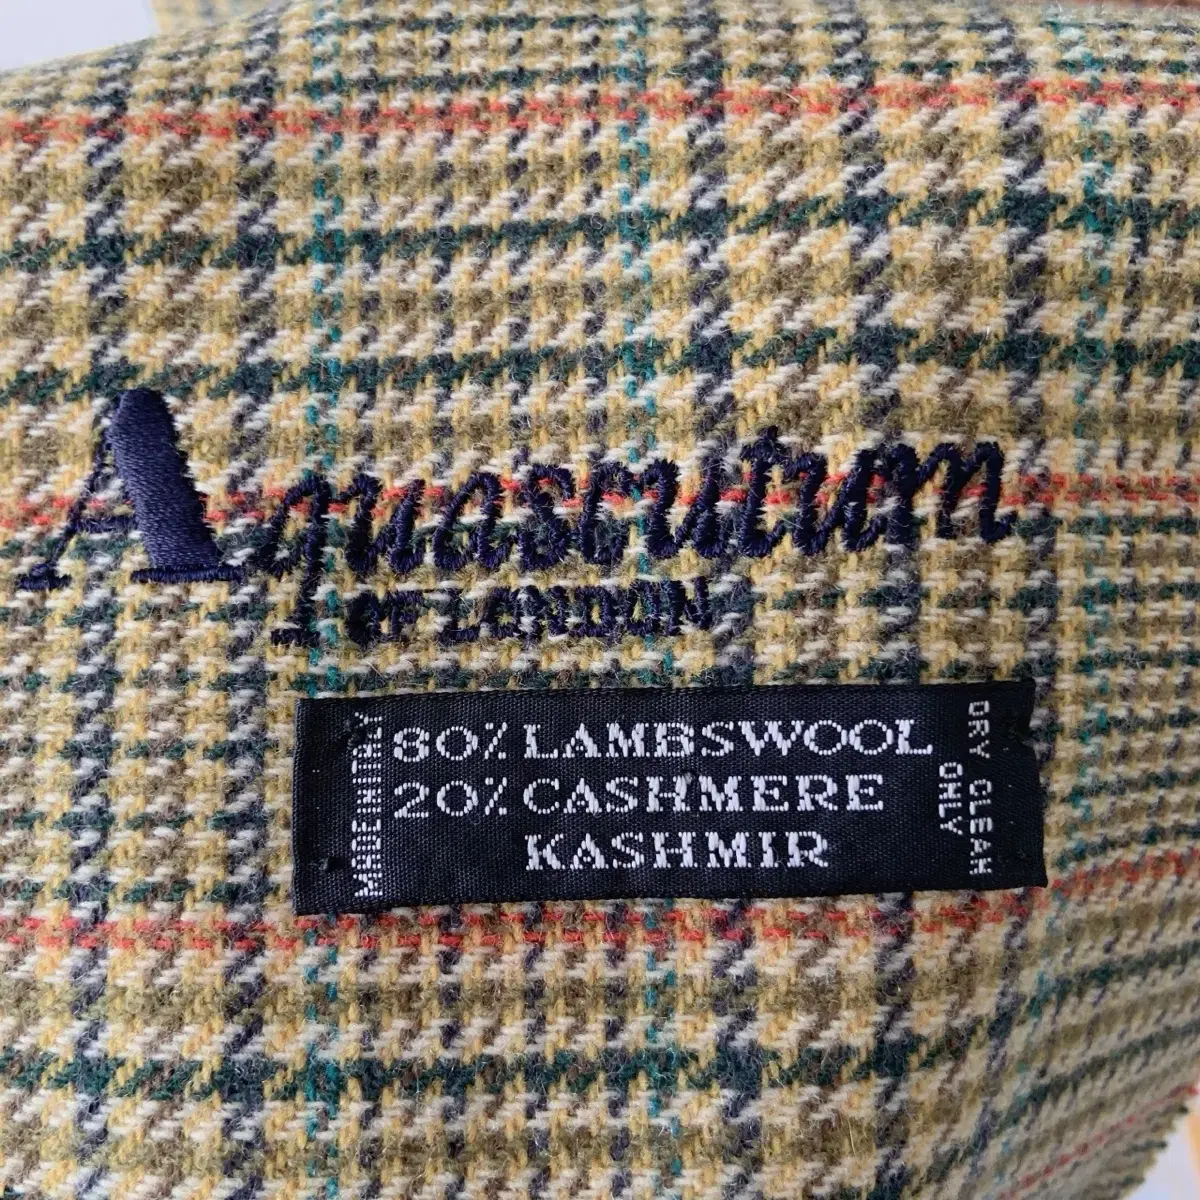 Aquascutum
OF LONDON
MADE IN ITALY
80% LAMBSWOOL
20% CASHMERE
KASHMIR
DRY CLEAN
ONLY